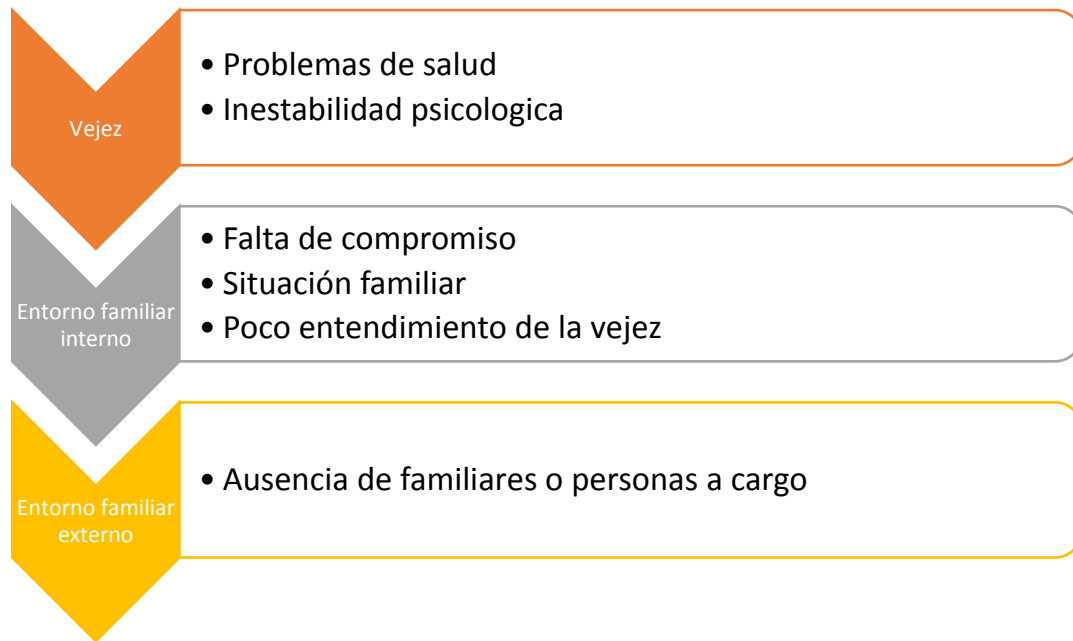 Vejez
• Problemas de salud
• Inestabilidad psicologica
Entorno familiar
interno
• Falta de compromiso
• Situación familiar
• Poco entendimiento de la vejez
Entorno familiar
externo
• Ausencia de familiares o personas a cargo